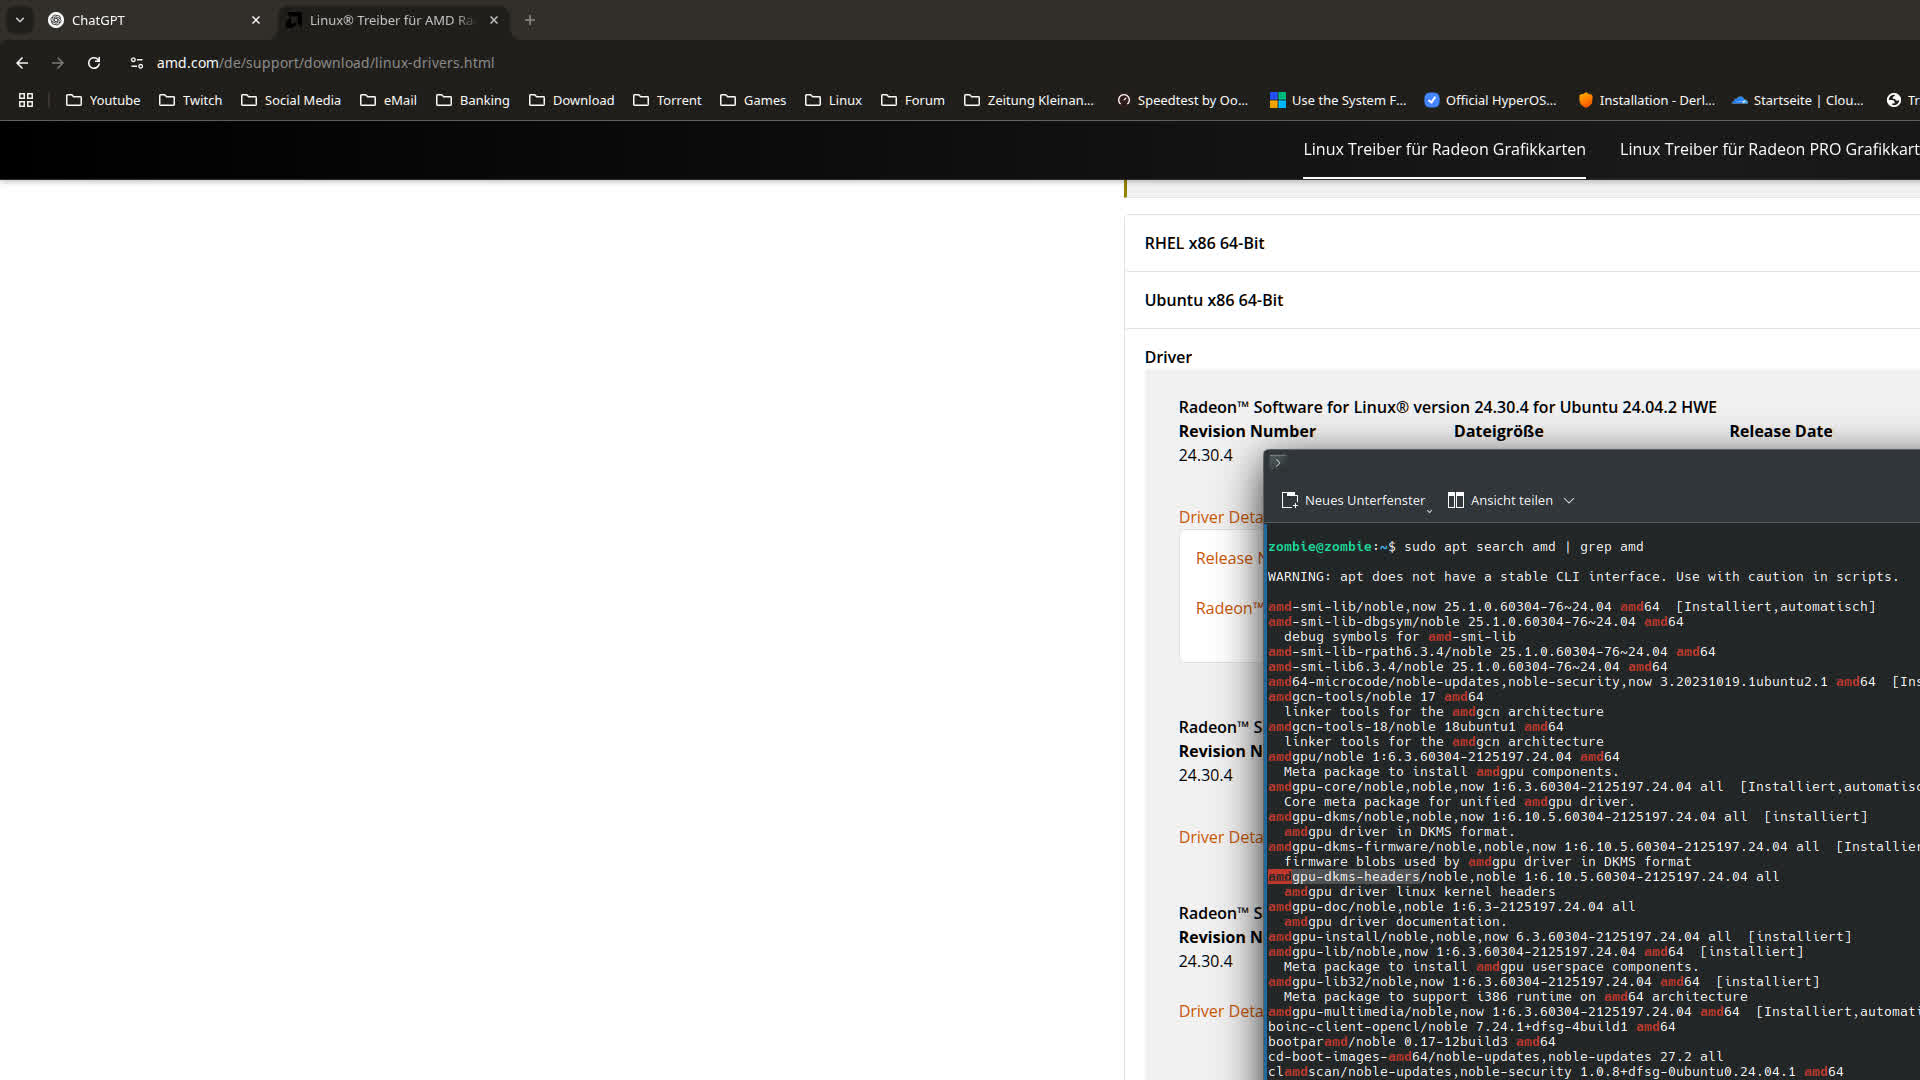 ChatGPT
Linux® Treiber für AMD Ra
amd.com/de/support/download/linux-drivers.html
Youtube Twitch Social Media eMail Banking Download Torrent Games Linux Forum Zeitung Kleinan... Speedtest by Oo... Use the System F... Official HyperOS... Installation - Derl... Startseite | Clou... Tr
Linux Treiber für Radeon Grafikkarten Linux Treiber für Radeon PRO Grafikkart
RHEL x86 64-Bit
Ubuntu x86 64-Bit
Driver
Radeon™ Software for Linux® version 24.30.4 for Ubuntu 24.04.2 HWE
Revision Number Dateigröße Release Date
24.30.4
Driver Deta
Release N
Radeon™
Radeon™ S
Revision N
24.30.4
Driver Deta
Radeon™ S
Revision N
24.30.4
Driver Deta
Neues Unterfenster Ansicht teilen
zombie@zombie:~$ sudo apt search amd | grep amd
WARNING: apt does not have a stable CLI interface. Use with caution in scripts.
amd-smi-lib/noble,now 25.1.0.60304-76~24.04 amd64 [Installiert,automatisch]
amd-smi-lib-dbgsym/noble 25.1.0.60304-76~24.04 amd64
debug symbols for amd-smi-lib
amd-smi-lib-rpath6.3.4/noble 25.1.0.60304-76~24.04 amd64
amd-smi-lib6.3.4/noble 25.1.0.60304-76~24.04 amd64
amd64-microcode/noble-updates,noble-security,now 3.20231019.1ubuntu2.1 amd64 [Ins
amdgcn-tools/noble 17 amd64
linker tools for the amdgcn architecture
amdgcn-tools-18/noble 18ubuntu1 amd64
linker tools for the amdgcn architecture
amdgpu/noble 1:6.3.60304-2125197.24.04 amd64
Meta package to install amdgpu components.
amdgpu-core/noble,noble,now 1:6.3.60304-2125197.24.04 all [Installiert,automatisc
Core meta package for unified amdgpu driver.
amdgpu-dkms/noble,noble,now 1:6.10.5.60304-2125197.24.04 all [installiert]
amdgpu driver in DKMS format.
amdgpu-dkms-firmware/noble,noble,now 1:6.10.5.60304-2125197.24.04 all [Installier
firmware blobs used by amdgpu driver in DKMS format
amdgpu-dkms-headers/noble,noble 1:6.10.5.60304-2125197.24.04 all
amdgpu driver linux kernel headers
amdgpu-doc/noble,noble 1:6.3-2125197.24.04 all
amdgpu driver documentation.
amdgpu-install/noble,noble,now 6.3.60304-2125197.24.04 all [installiert]
amdgpu-lib/noble,now 1:6.3.60304-2125197.24.04 amd64 [installiert]
Meta package to install amdgpu userspace components.
amdgpu-lib32/noble,now 1:6.3.60304-2125197.24.04 amd64 [installiert]
Meta package to support i386 runtime on amd64 architecture
amdgpu-multimedia/noble,now 1:6.3.60304-2125197.24.04 amd64 [Installiert,automati
boinc-client-opencl/noble 7.24.1+dfsg-4build1 amd64
bootparamd/noble 0.17-12build3 amd64
cd-boot-images-amd64/noble-updates,noble-updates 27.2 all
clamdscan/noble-updates,noble-security 1.0.8+dfsg-0ubuntu0.24.04.1 amd64